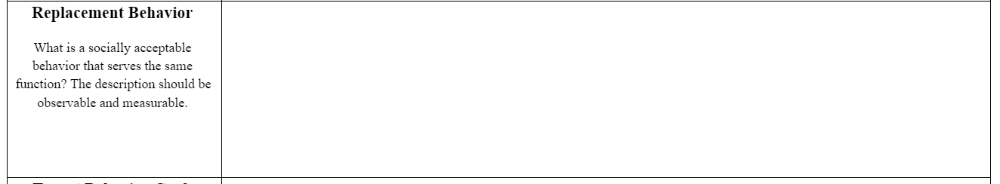 Replacement Behavior
What is a socially acceptable
behavior that serves the same
function? The description should be
observable and measurable.